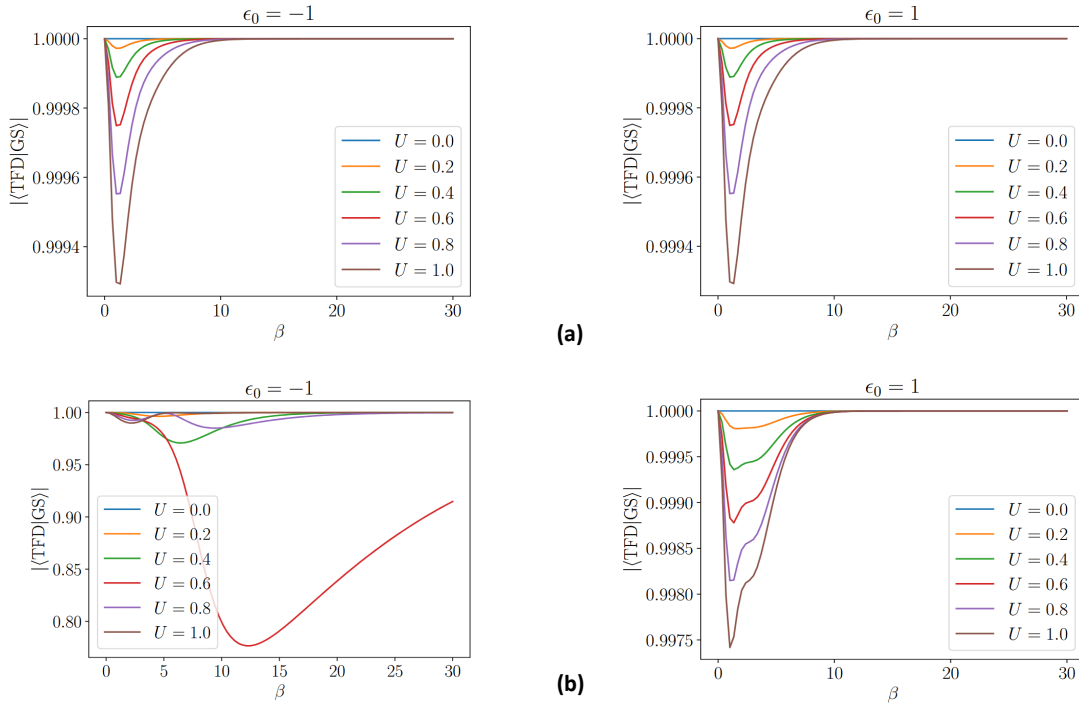 ϵ₀ = −1
|⟨TFD|GS⟩|
1.0000
0.9998
0.9996
0.9994
U = 0.0
U = 0.2
U = 0.4
U = 0.6
U = 0.8
U = 1.0
0 10 20 30
β
ϵ₀ = 1
|⟨TFD|GS⟩|
1.0000
0.9998
0.9996
0.9994
U = 0.0
U = 0.2
U = 0.4
U = 0.6
U = 0.8
U = 1.0
0 10 20 30
β
(a)
ϵ₀ = −1
|⟨TFD|GS⟩|
1.00
0.95
0.90
0.85
0.80
U = 0.0
U = 0.2
U = 0.4
U = 0.6
U = 0.8
U = 1.0
0 5 10 15 20 25 30
β
ϵ₀ = 1
|⟨TFD|GS⟩|
1.0000
0.9995
0.9990
0.9985
0.9980
0.9975
U = 0.0
U = 0.2
U = 0.4
U = 0.6
U = 0.8
U = 1.0
0 10 20 30
β
(b)